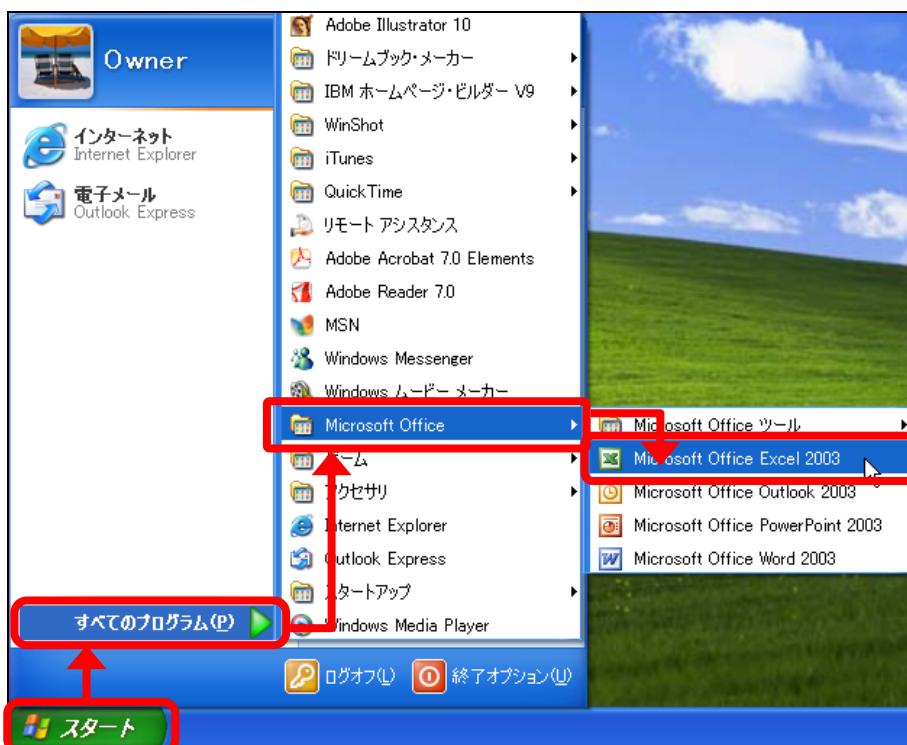 Owner
インターネット
Internet Explorer
電子メール
Outlook Express
すべてのプログラム(P)
Adobe Illustrator 10
ドリームブック・メーカー
IBM ホームページ・ビルダー V9
WinShot
iTunes
QuickTime
リモート アシスタンス
Adobe Acrobat 7.0 Elements
Adobe Reader 7.0
MSN
Windows Messenger
Windows ムービー メーカー
Microsoft Office
ゲーム
アクセサリ
Internet Explorer
Outlook Express
スタートアップ
Windows Media Player
Microsoft Office ツール
Microsoft Office Excel 2003
Microsoft Office Outlook 2003
Microsoft Office PowerPoint 2003
Microsoft Office Word 2003
ログオフ(L)
終了オプション(U)
スタート